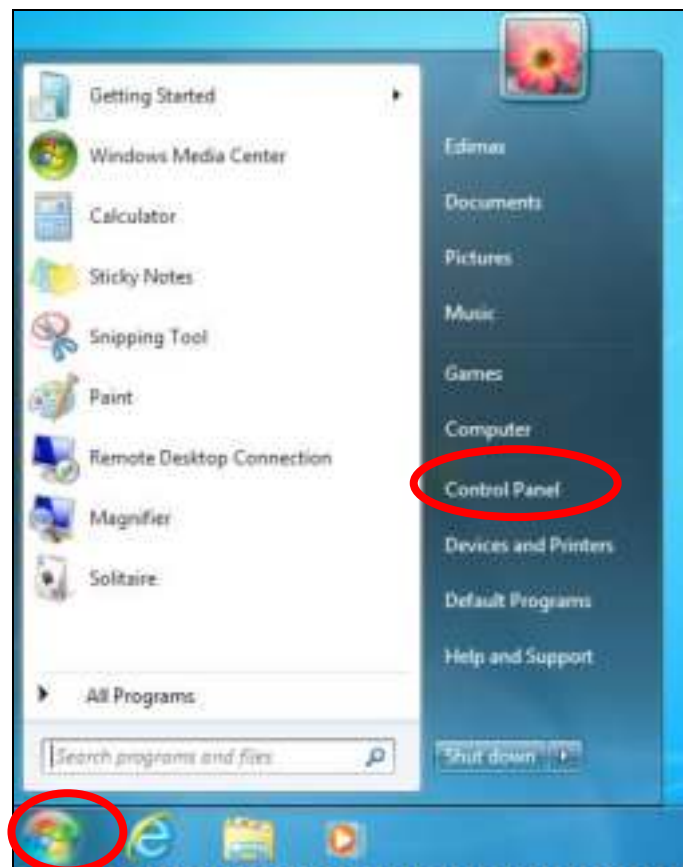 Getting Started
Windows Media Center
Calculator
Sticky Notes
Snipping Tool
Paint
Remote Desktop Connection
Magnifier
Solitaire
All Programs
Search programs and files
Edimax
Documents
Pictures
Music
Games
Computer
Control Panel
Devices and Printers
Default Programs
Help and Support
Shut down